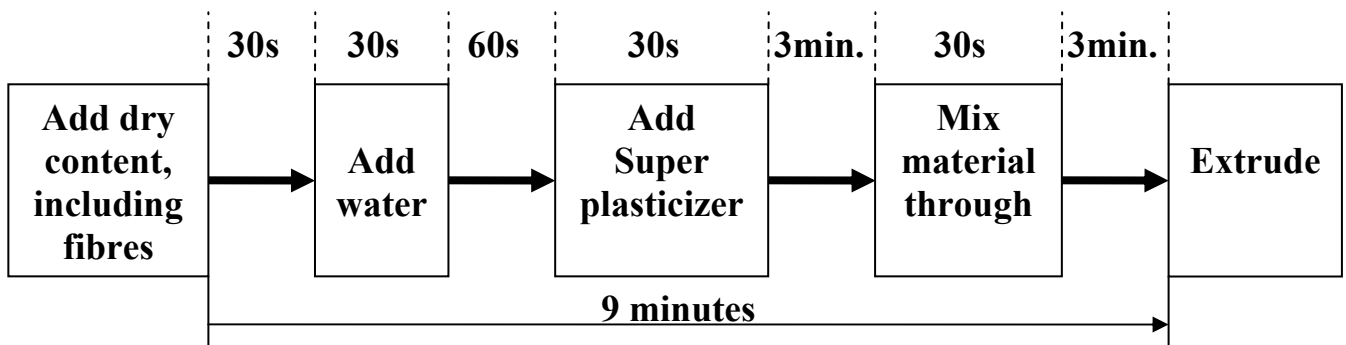 30s 30s 60s 30s 3min. 30s 3min.
Add dry
content,
including
fibres
Add
water
Add
Super
plasticizer
Mix
material
through
Extrude
9 minutes